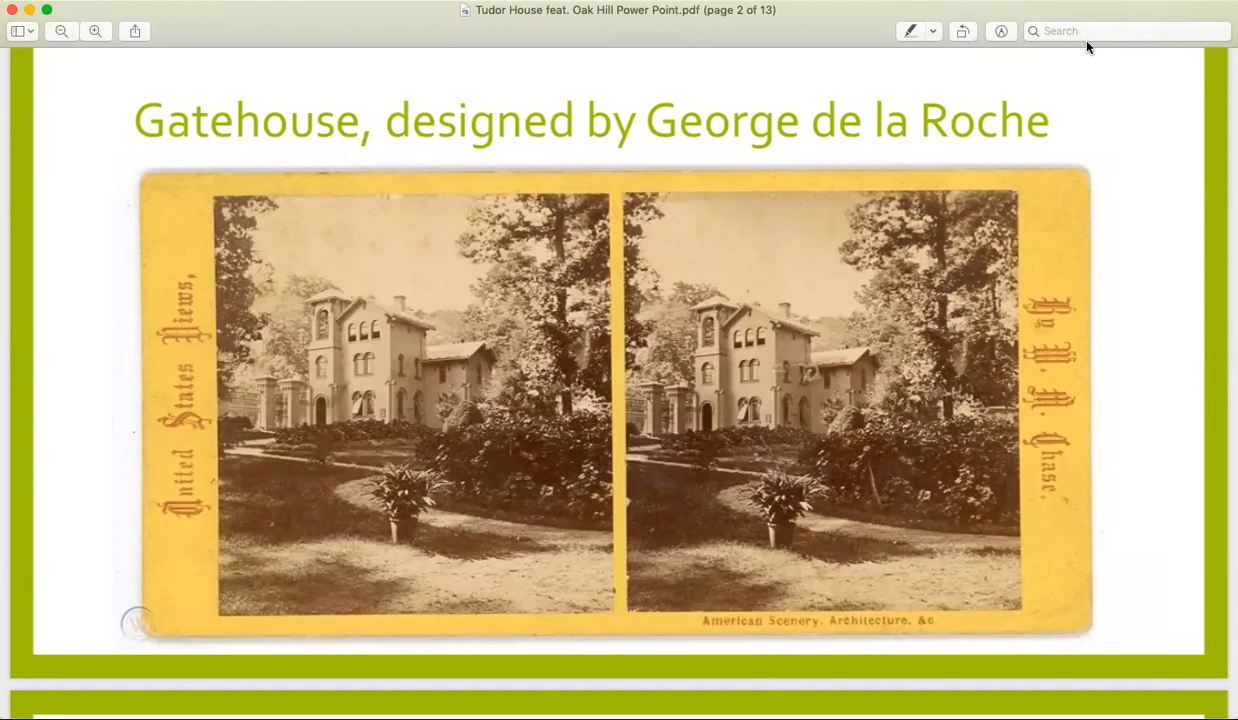 Tudor House feat. Oak Hill Power Point.pdf (page 2 of 13)
Search
Gatehouse, designed by George de la Roche
United States Views,
By W. M. Chase.
American Scenery, Architecture, &c.
W